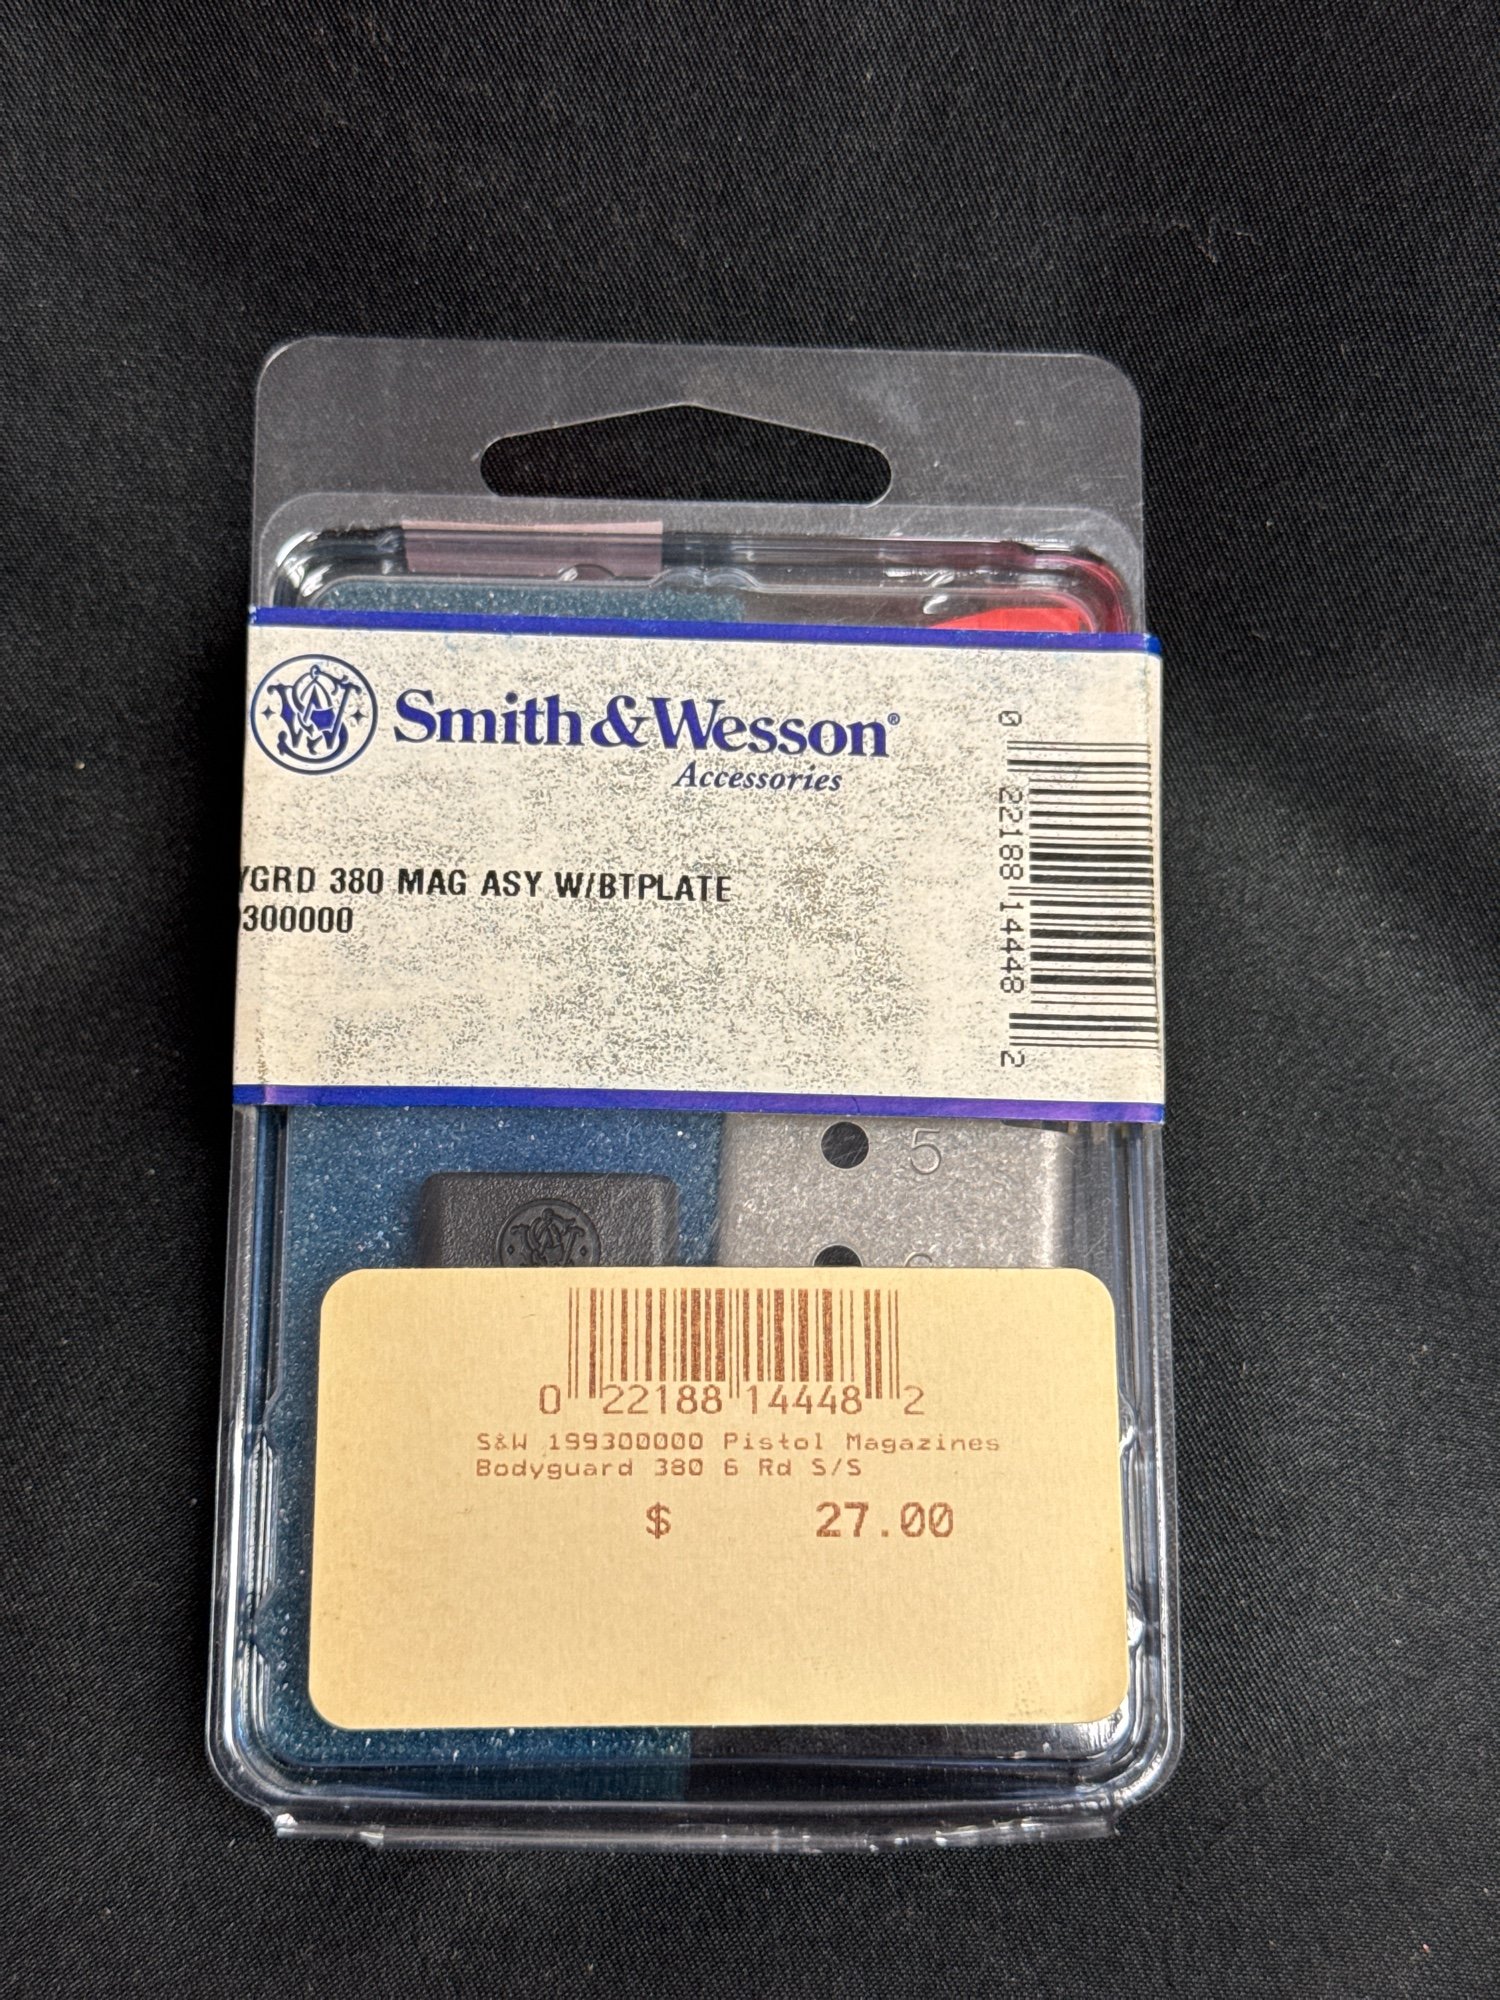 Smith & Wesson®
Accessories
YGRD 380 MAG ASY W/BTPLATE
300000
0 22188 14448 2
5
0 22188 14448 2
S&W 199300000 Pistol Magazines
Bodyguard 380 6 Rd S/S
$ 27.00